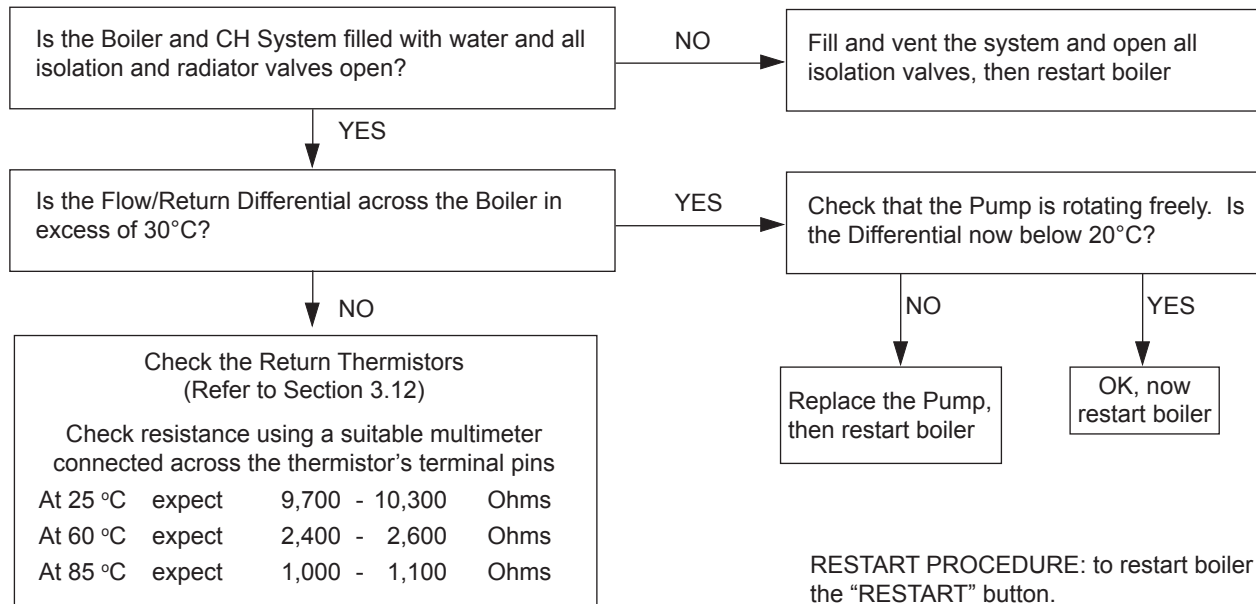 Is the Boiler and CH System filled with water and all
isolation and radiator valves open?
NO
Fill and vent the system and open all
isolation valves, then restart boiler
YES
Is the Flow/Return Differential across the Boiler in
excess of 30°C?
YES
Check that the Pump is rotating freely.  Is
the Differential now below 20°C?
NO
NO
YES
Check the Return Thermistors
(Refer to Section 3.12)
Check resistance using a suitable multimeter
connected across the thermistor’s terminal pins
At 25 °C expect 9,700 - 10,300 Ohms
At 60 °C expect 2,400 - 2,600 Ohms
At 85 °C expect 1,000 - 1,100 Ohms
Replace the Pump,
then restart boiler
OK, now
restart boiler
RESTART PROCEDURE: to restart boiler
the “RESTART” button.